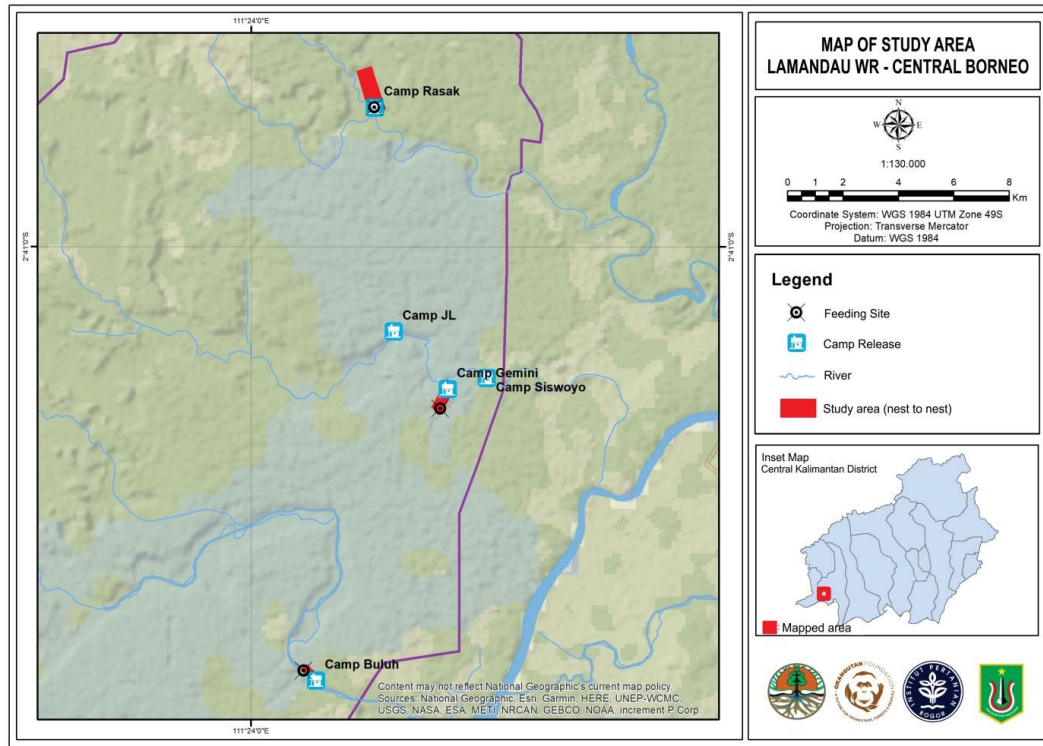 111°24'0"E
2°41'0"S
2°41'0"S
Camp Rasak
Camp JL
Camp Gemini
Camp Siswoyo
Camp Buluh
Content may not reflect National Geographic's current map policy.
Sources: National Geographic, Esri, Garmin, HERE, UNEP-WCMC,
USGS, NASA, ESA, METI, NRCAN, GEBCO, NOAA, increment P Corp.
111°24'0"E
MAP OF STUDY AREA
LAMANDAU WR - CENTRAL BORNEO
N
W E
S
1:130.000
0 1 2 4 6 8
Km
Coordinate System: WGS 1984 UTM Zone 49S
Projection: Transverse Mercator
Datum: WGS 1984
Legend
Feeding Site
Camp Release
River
Study area (nest to nest)
Inset Map
Central Kalimantan District
: Mapped area
ORANGUTAN FOUNDATION
INSTITUT PERTANIAN
BOGOR